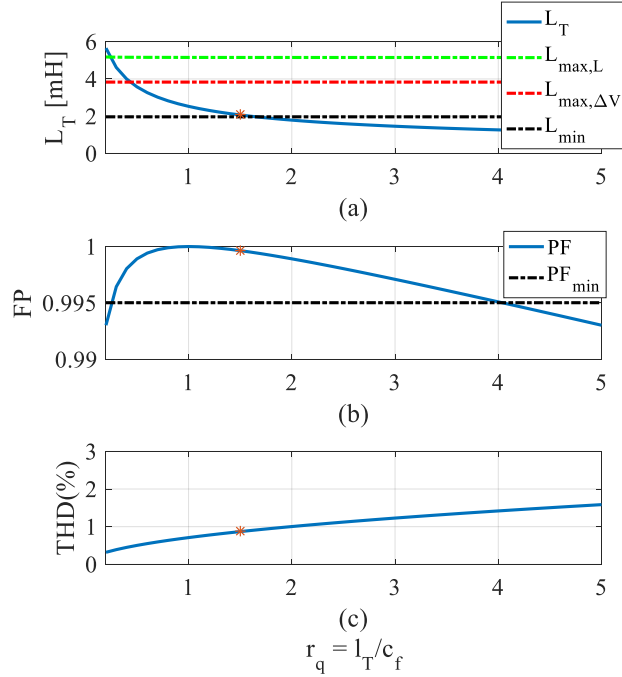 L_T [mH]
6
4
2
0
L_T
L_max,L
L_max,ΔV
L_min
1 2 3 4 5
(a)
FP
1
0.995
0.99
PF
PF_min
1 2 3 4 5
(b)
THD(%)
3
2
1
0
1 2 3 4 5
(c)
r_q = l_T/c_f